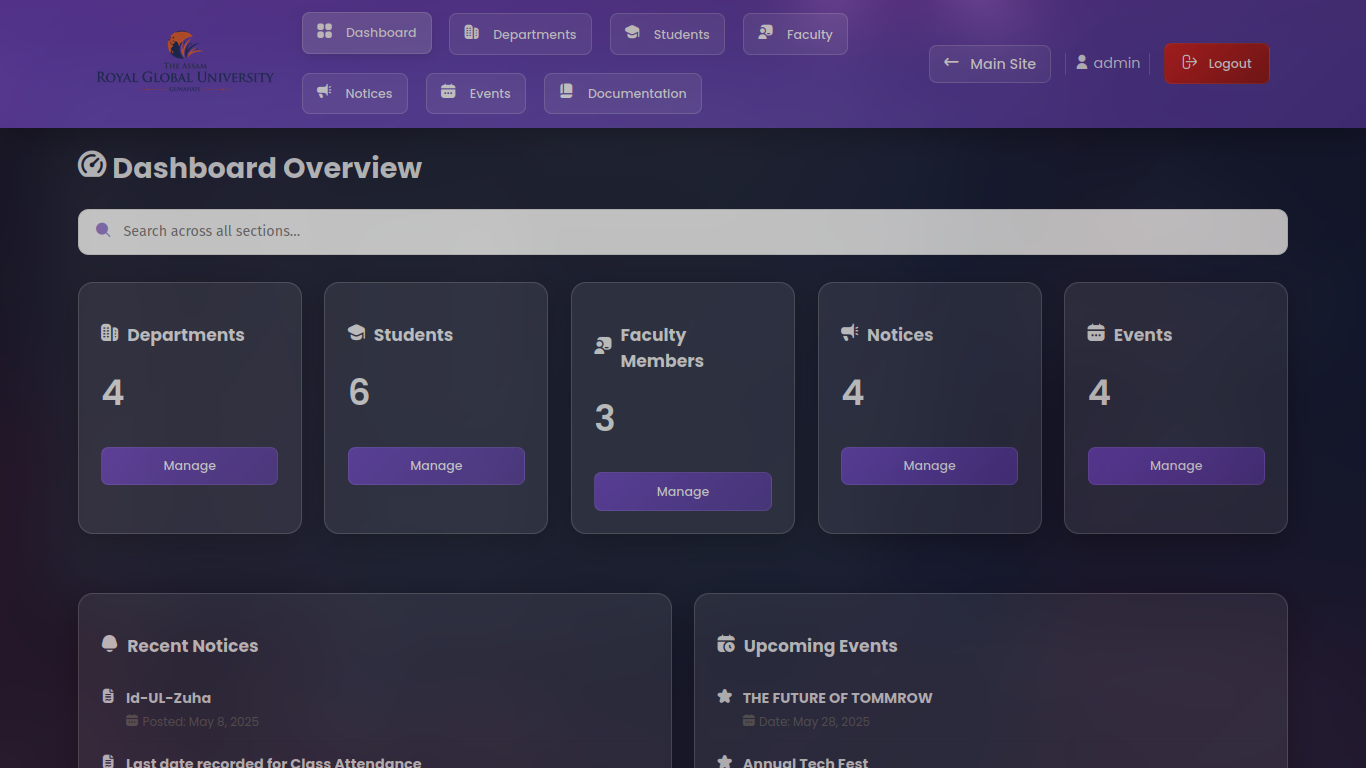 THE ASSAM
ROYAL GLOBAL UNIVERSITY
GUWAHATI
Dashboard
Departments
Students
Faculty
Notices
Events
Documentation
Main Site
admin
Logout
Dashboard Overview
Search across all sections...
Departments
4
Manage
Students
6
Manage
Faculty
Members
3
Manage
Notices
4
Manage
Events
4
Manage
Recent Notices
Id-UL-Zuha
Posted: May 8, 2025
Last date recorded for Class Attendance
Upcoming Events
THE FUTURE OF TOMMROW
Date: May 28, 2025
Annual Tech Fest